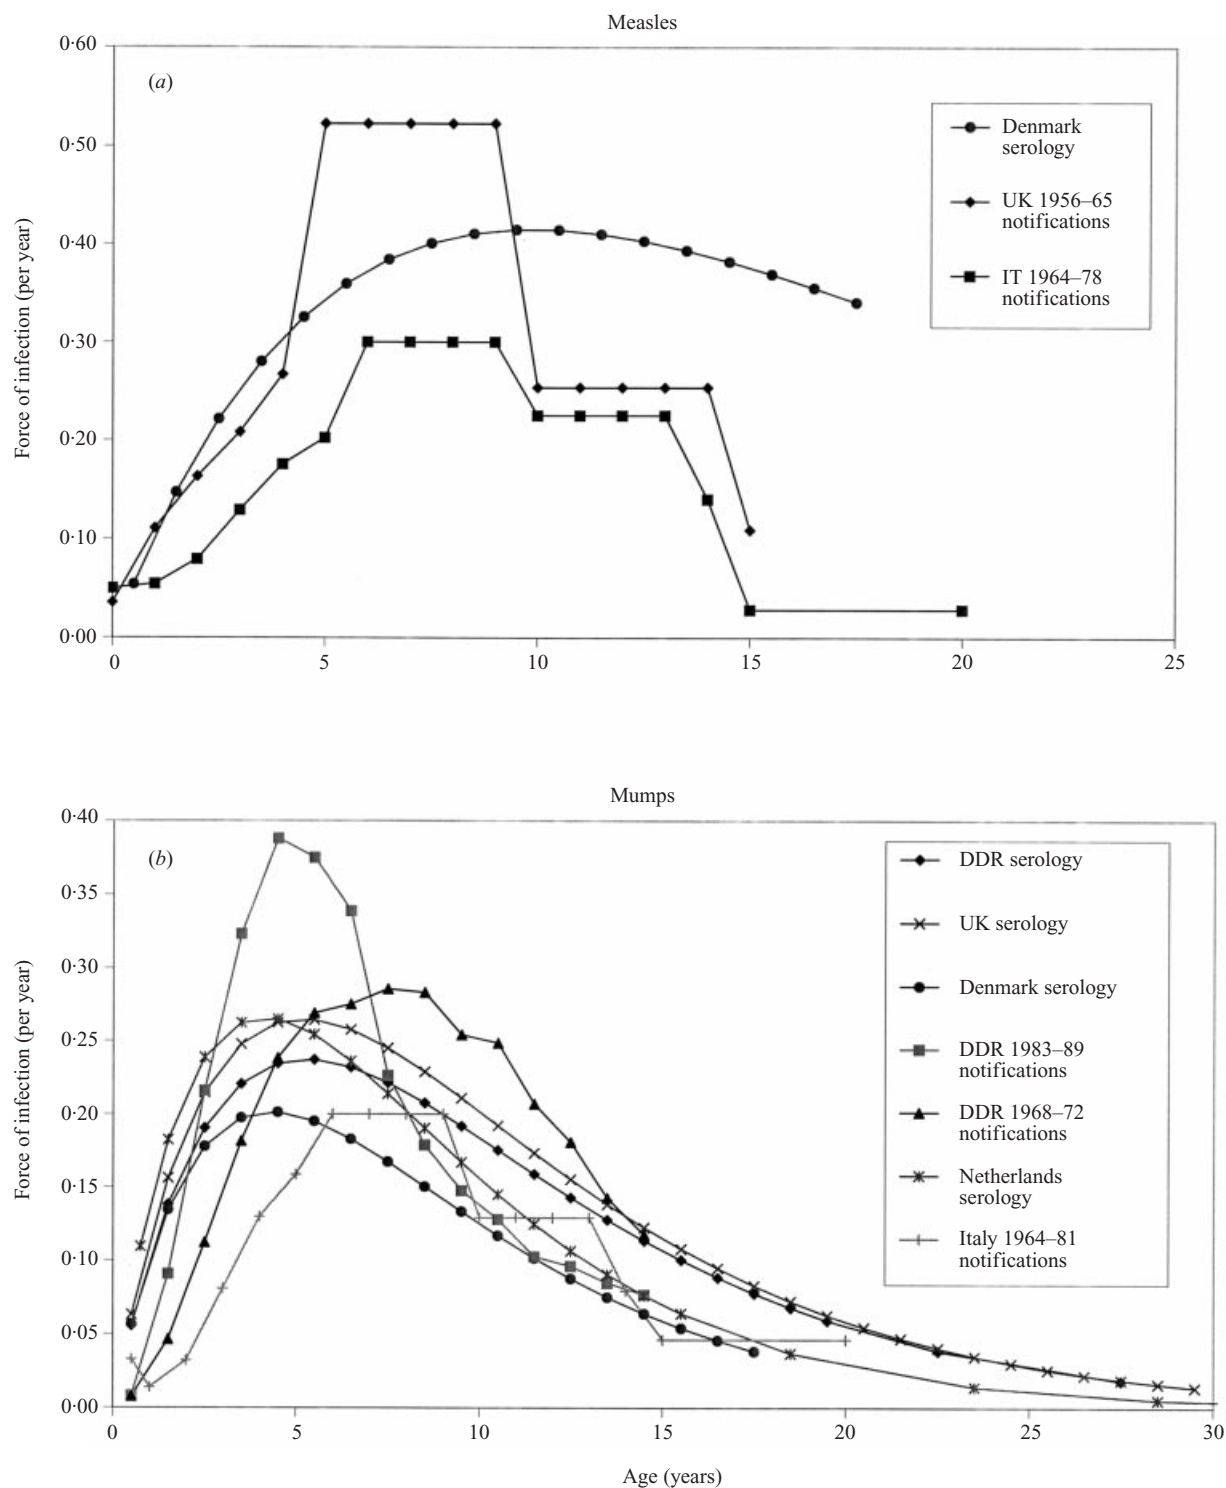 Measles
(a)
0·60
0·50
0·40
0·30
0·20
0·10
0·00
Force of infection (per year)
0
5
10
15
20
25
Denmark
serology
UK 1956–65
notifications
IT 1964–78
notifications
Mumps
(b)
0·40
0·35
0·30
0·25
0·20
0·15
0·10
0·05
0·00
Force of infection (per year)
0
5
10
15
20
25
30
Age (years)
DDR serology
UK serology
Denmark serology
DDR 1983–89
notifications
DDR 1968–72
notifications
Netherlands
serology
Italy 1964–81
notifications